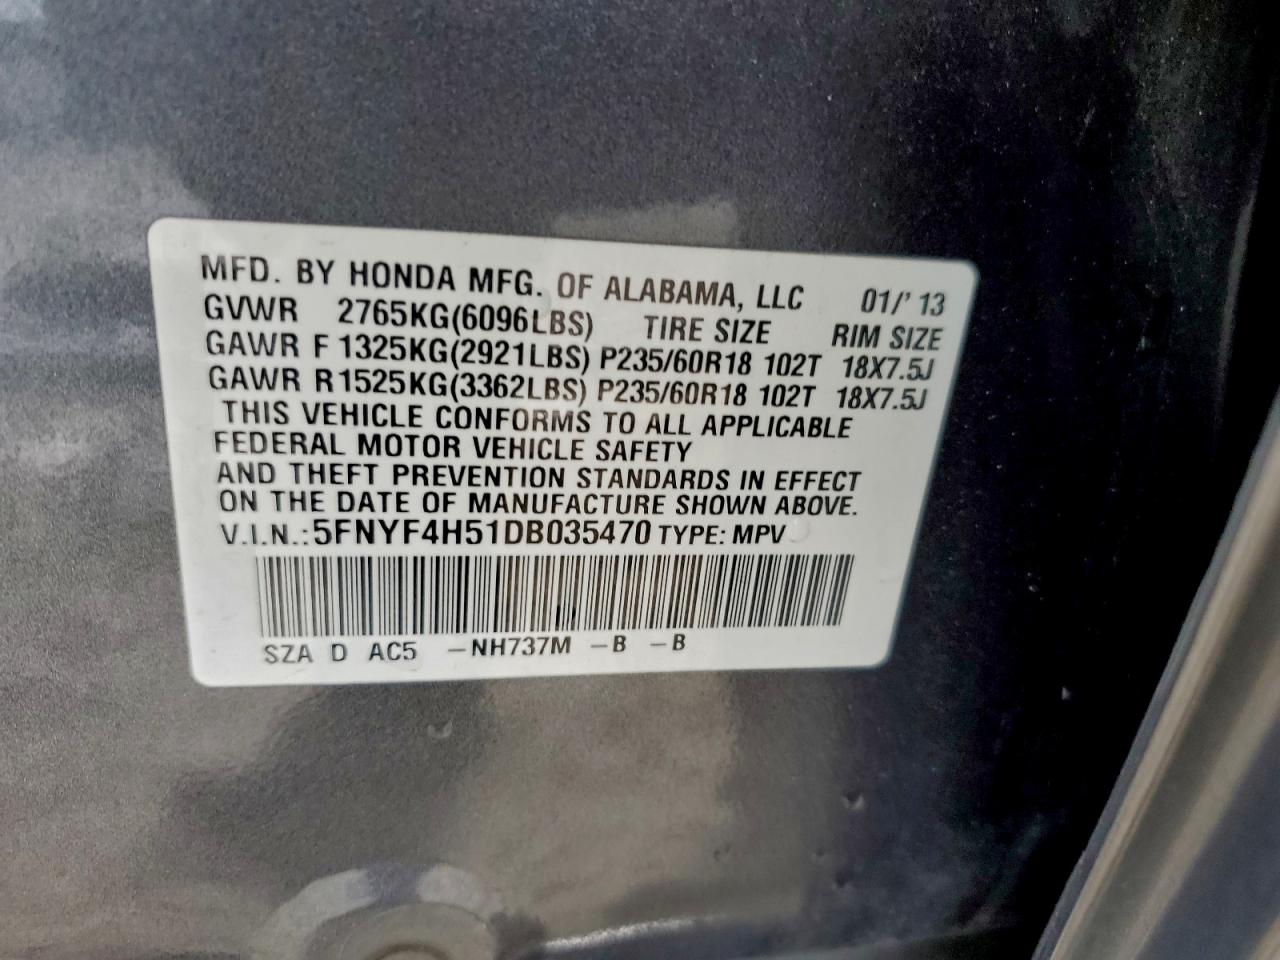 MFD. BY HONDA MFG. OF ALABAMA, LLC 01/'13
GVWR 2765KG(6096LBS) TIRE SIZE RIM SIZE
GAWR F 1325KG(2921LBS) P235/60R18 102T 18X7.5J
GAWR R 1525KG(3362LBS) P235/60R18 102T 18X7.5J
THIS VEHICLE CONFORMS TO ALL APPLICABLE
FEDERAL MOTOR VEHICLE SAFETY
AND THEFT PREVENTION STANDARDS IN EFFECT
ON THE DATE OF MANUFACTURE SHOWN ABOVE.
V.I.N.:5FNYF4H51DB035470 TYPE: MPV
SZA D AC5 –NH737M –B –B